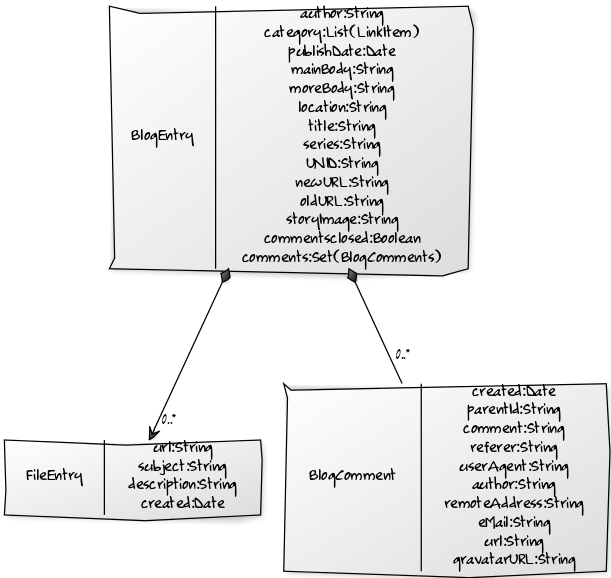 BlogEntry
author:String
category:List(LinkItem)
publishDate:Date
mainBody:String
moreBody:String
location:String
title:String
series:String
UNID:String
newURL:String
oldURL:String
storyImage:String
commentsclosed:Boolean
comments:Set(BlogComments)
0..*
0..*
FileEntry
url:String
subject:String
description:String
created:Date
BlogComment
created:Date
parentId:String
comment:String
referer:String
userAgent:String
author:String
remoteAddress:String
eMail:String
url:String
gravatarURL:String